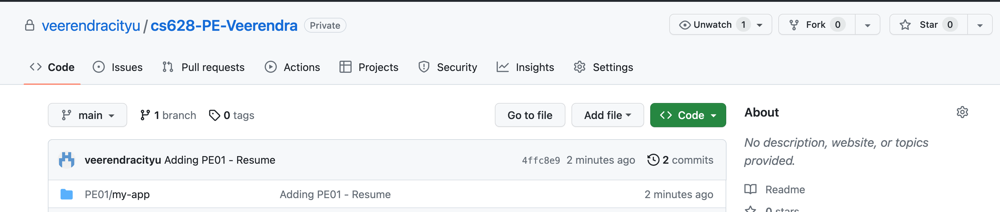 veerendracityu / cs628-PE-Veerendra Private Unwatch 1 Fork 0 Star 0
Code Issues Pull requests Actions Projects Security Insights Settings
main 1 branch 0 tags Go to file Add file Code
About
No description, website, or topics
provided.
veerendracityu Adding PE01 - Resume 4ffc8e9 2 minutes ago 2 commits
PE01/my-app Adding PE01 - Resume 2 minutes ago
Readme
0 stars